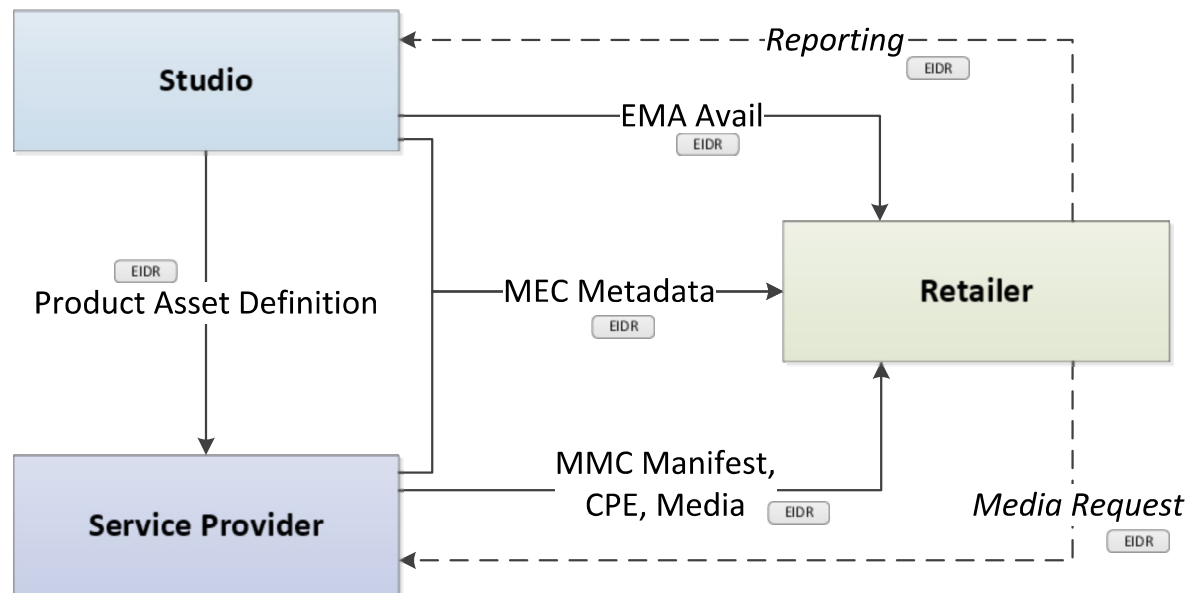 Reporting
EIDR
Studio
EMA Avail
EIDR
EIDR
Product Asset Definition
MEC Metadata
EIDR
Retailer
MMC Manifest,
CPE, Media
EIDR
Media Request
EIDR
Service Provider